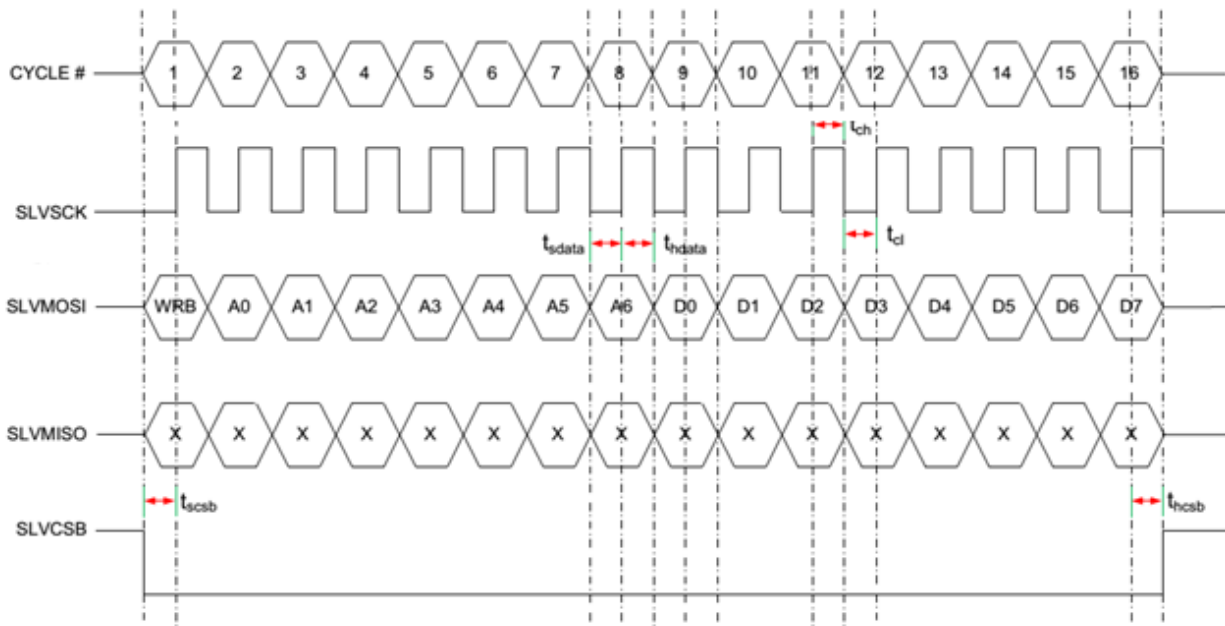 CYCLE # 1 2 3 4 5 6 7 8 9 10 11 12 13 14 15 16
tch
SLVSCK
tsdata thdata tcl
SLVMOSI WRB A0 A1 A2 A3 A4 A5 A6 D0 D1 D2 D3 D4 D5 D6 D7
SLVMISO X X X X X X X X X X X X X X X X
tscsb thcsb
SLVCSB